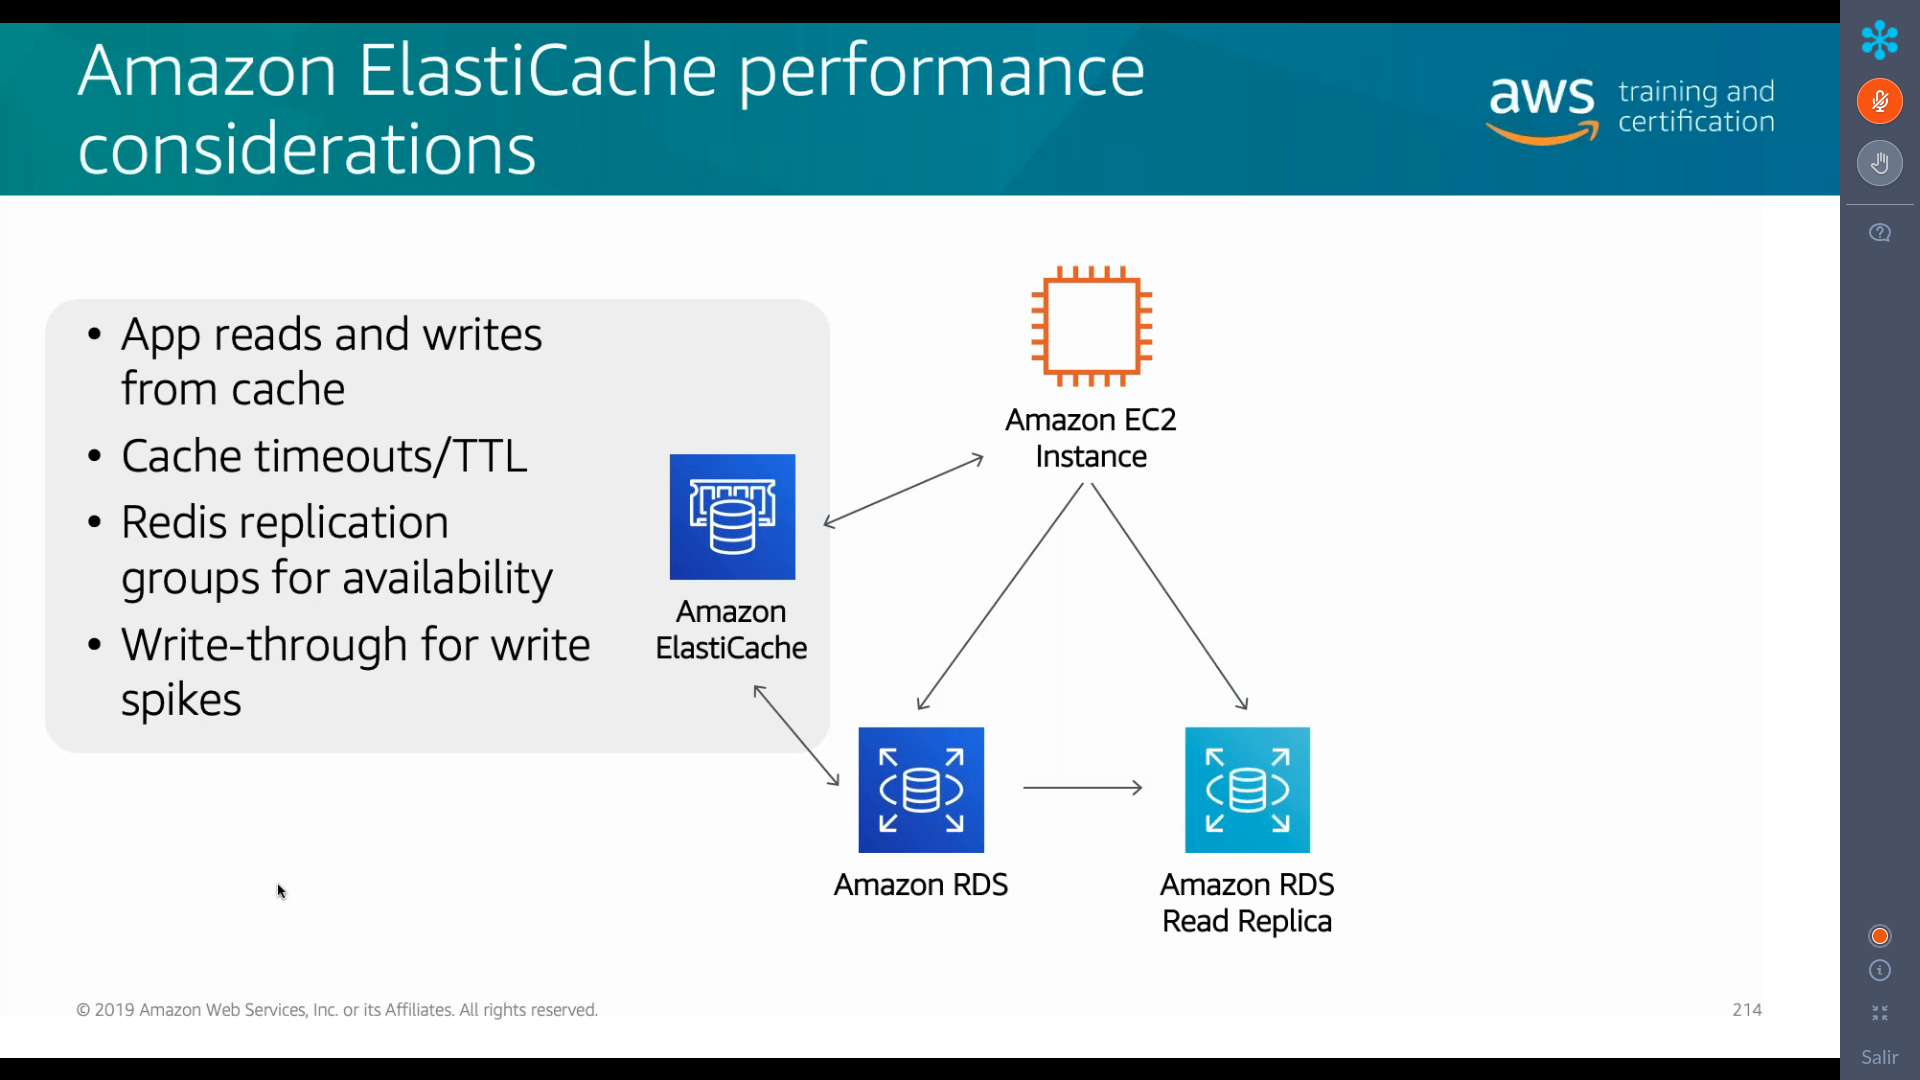 Amazon ElastiCache performance
considerations
aws
training and
certification
• App reads and writes
from cache
• Cache timeouts/TTL
• Redis replication
groups for availability
• Write-through for write
spikes
Amazon
ElastiCache
Amazon EC2
Instance
Amazon RDS
Amazon RDS
Read Replica
© 2019 Amazon Web Services, Inc. or its Affiliates. All rights reserved.
214
Salir